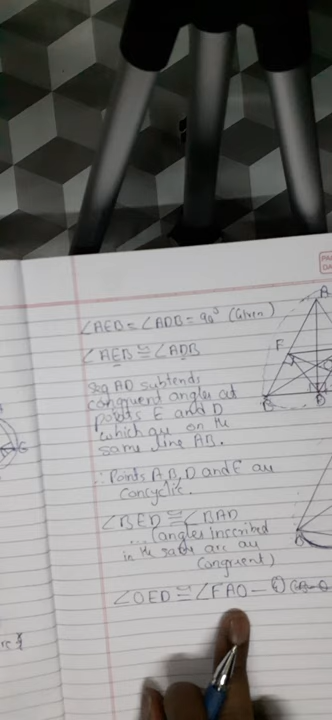 ∠AEB = ∠ADB = 90° (Given)
∠AEB ≅ ∠ADB
Seg AD subtends
congruent angles at
points E and D
which are on the
same line AB.
∴ Points A, B, D and E are
concyclic.
∠BED ≅ ∠BAD
... (angles inscribed
in the same arc are
congruent)
∠OED ≅ ∠FAO —
A
F
B
D